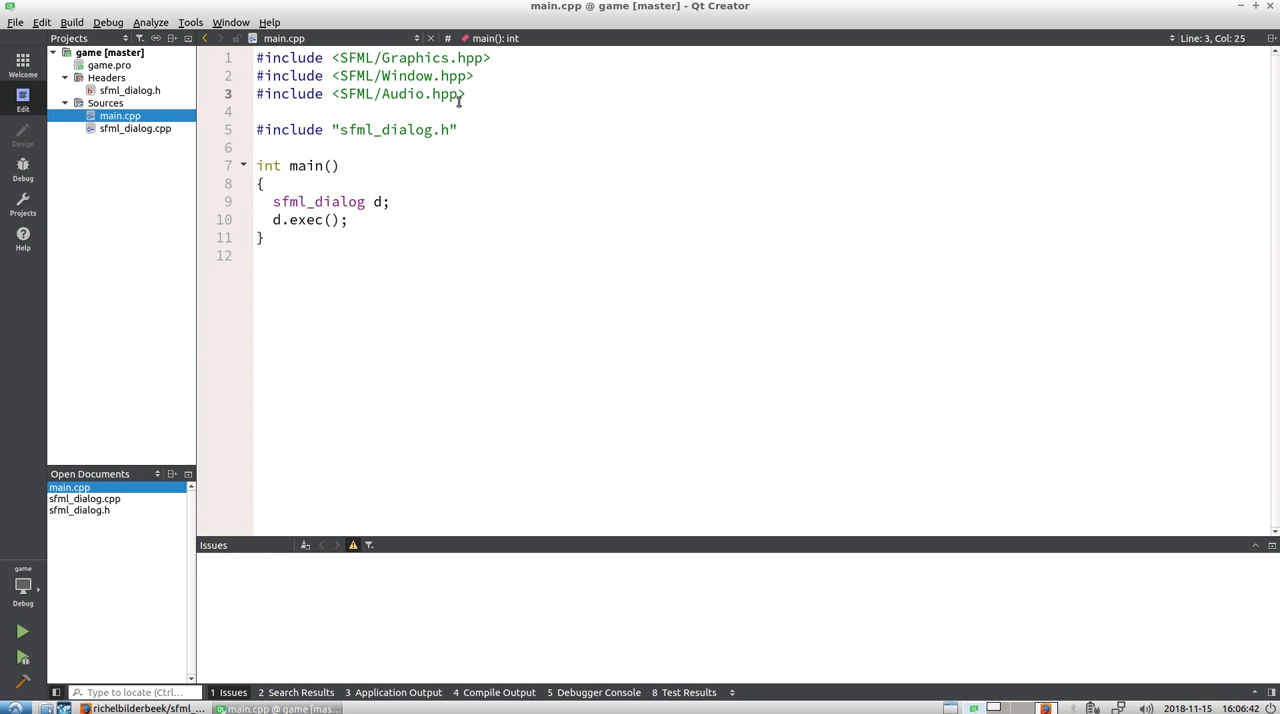 main.cpp @ game [master] - Qt Creator
File Edit Build Debug Analyze Tools Window Help
Projects main.cpp # main(): int Line: 3, Col: 25
Welcome
Edit
Design
Debug
Projects
Help
game [master]
game.pro
Headers
sfml_dialog.h
Sources
main.cpp
sfml_dialog.cpp
1 #include <SFML/Graphics.hpp>
2 #include <SFML/Window.hpp>
3 #include <SFML/Audio.hpp>
4
5 #include "sfml_dialog.h"
6
7 int main()
8 {
9 sfml_dialog d;
10 d.exec();
11 }
12
Open Documents
main.cpp
sfml_dialog.cpp
sfml_dialog.h
Issues
game
Debug
Type to locate (Ctrl... 1 Issues 2 Search Results 3 Application Output 4 Compile Output 5 Debugger Console 8 Test Results
richelbilderbeek/sfml_... main.cpp @ game [mas... 2018-11-15 16:06:42